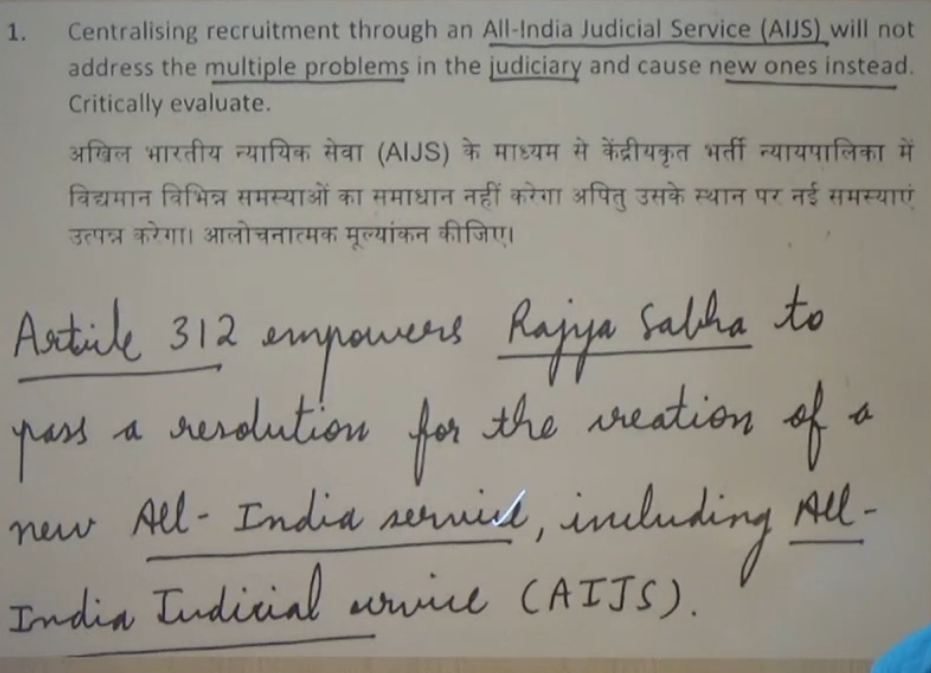 1. Centralising recruitment through an All-India Judicial Service (AIJS) will not
address the multiple problems in the judiciary and cause new ones instead.
Critically evaluate.
अखिल भारतीय न्यायिक सेवा (AIJS) के माध्यम से केंद्रीयकृत भर्ती न्यायपालिका में
विद्यमान विभिन्न समस्याओं का समाधान नहीं करेगा अपितु उसके स्थान पर नई समस्याएं
उत्पन्न करेगा। आलोचनात्मक मूल्यांकन कीजिए।
Article 312 empowers Rajya Sabha to
pass a resolution for the creation of a
new All-India service, including All-
India Judicial service (AIJS).